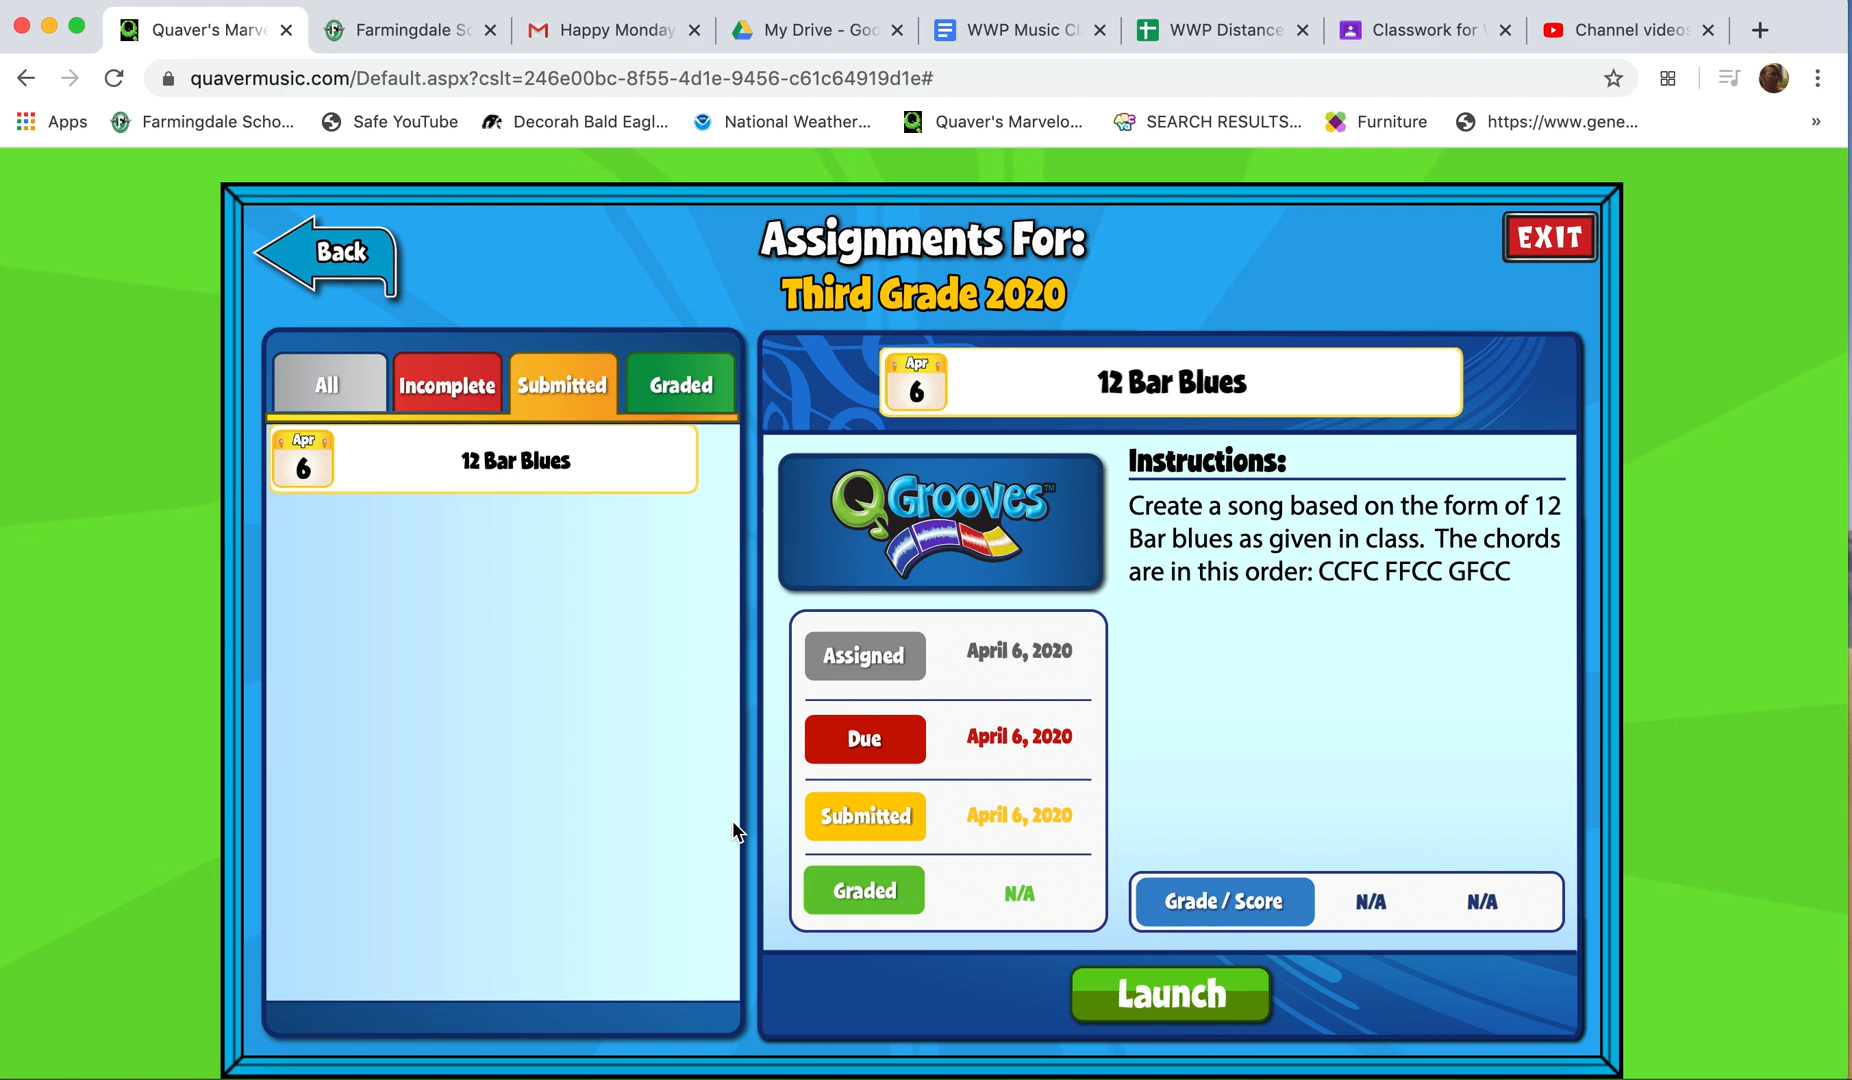 Quaver's Marve
Farmingdale Sc
Happy Monday
My Drive - Goo
WWP Music Cl
WWP Distance
Classwork for
Channel videos
quavermusic.com/Default.aspx?cslt=246e00bc-8f55-4d1e-9456-c61c64919d1e#
Apps
Farmingdale Scho...
Safe YouTube
Decorah Bald Eagl...
National Weather...
Quaver's Marvelo...
SEARCH RESULTS...
Furniture
https://www.gene...
»
Back
Assignments For:
Third Grade 2020
EXIT
All
Incomplete
Submitted
Graded
Apr
6
12 Bar Blues
Apr
6
12 Bar Blues
QGrooves™
Instructions:
Create a song based on the form of 12
Bar blues as given in class. The chords
are in this order: CCFC FFCC GFCC
Assigned
April 6, 2020
Due
April 6, 2020
Submitted
April 6, 2020
Graded
N/A
Grade / Score
N/A
N/A
Launch